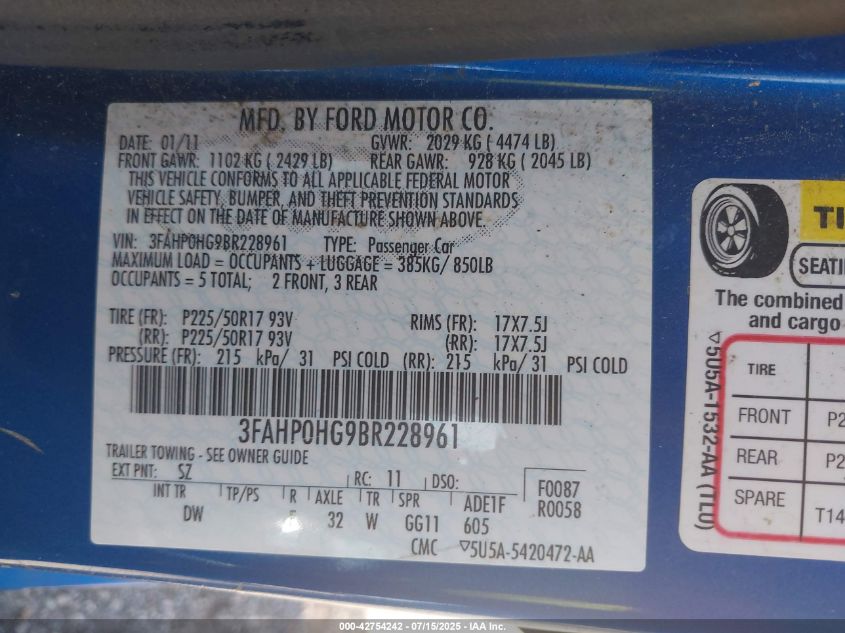 MFD. BY FORD MOTOR CO.
DATE: 01/11 GVWR: 2029 KG ( 4474 LB)
FRONT GAWR: 1102 KG ( 2429 LB) REAR GAWR: 928 KG ( 2045 LB)
THIS VEHICLE CONFORMS TO ALL APPLICABLE FEDERAL MOTOR
VEHICLE SAFETY, BUMPER, AND THEFT PREVENTION STANDARDS
IN EFFECT ON THE DATE OF MANUFACTURE SHOWN ABOVE.
VIN: 3FAHP0HG9BR228961 TYPE: Passenger Car
MAXIMUM LOAD = OCCUPANTS + LUGGAGE = 385KG/ 850LB
OCCUPANTS = 5 TOTAL; 2 FRONT, 3 REAR
TIRE (FR): P225/50R17 93V RIMS (FR): 17X7.5J
(RR): P225/50R17 93V (RR): 17X7.5J
PRESSURE (FR): 215 kPa/ 31 PSI COLD (RR): 215 kPa/ 31 PSI COLD
3FAHP0HG9BR228961
TRAILER TOWING - SEE OWNER GUIDE
EXT PNT: SZ RC: 11 DSO:
INT TR TP/PS R AXLE TR SPR ADE1F F0087
DW 32 W GG11 605 R0058
CMC ▽5U5A-5420472-AA
TI
SEATI
The combined
and cargo
TIRE
FRONT P2
REAR P2
SPARE T14
▽5U5A-1532-AA (TL0)
000-42754242 - 07/15/2025 - IAA Inc.